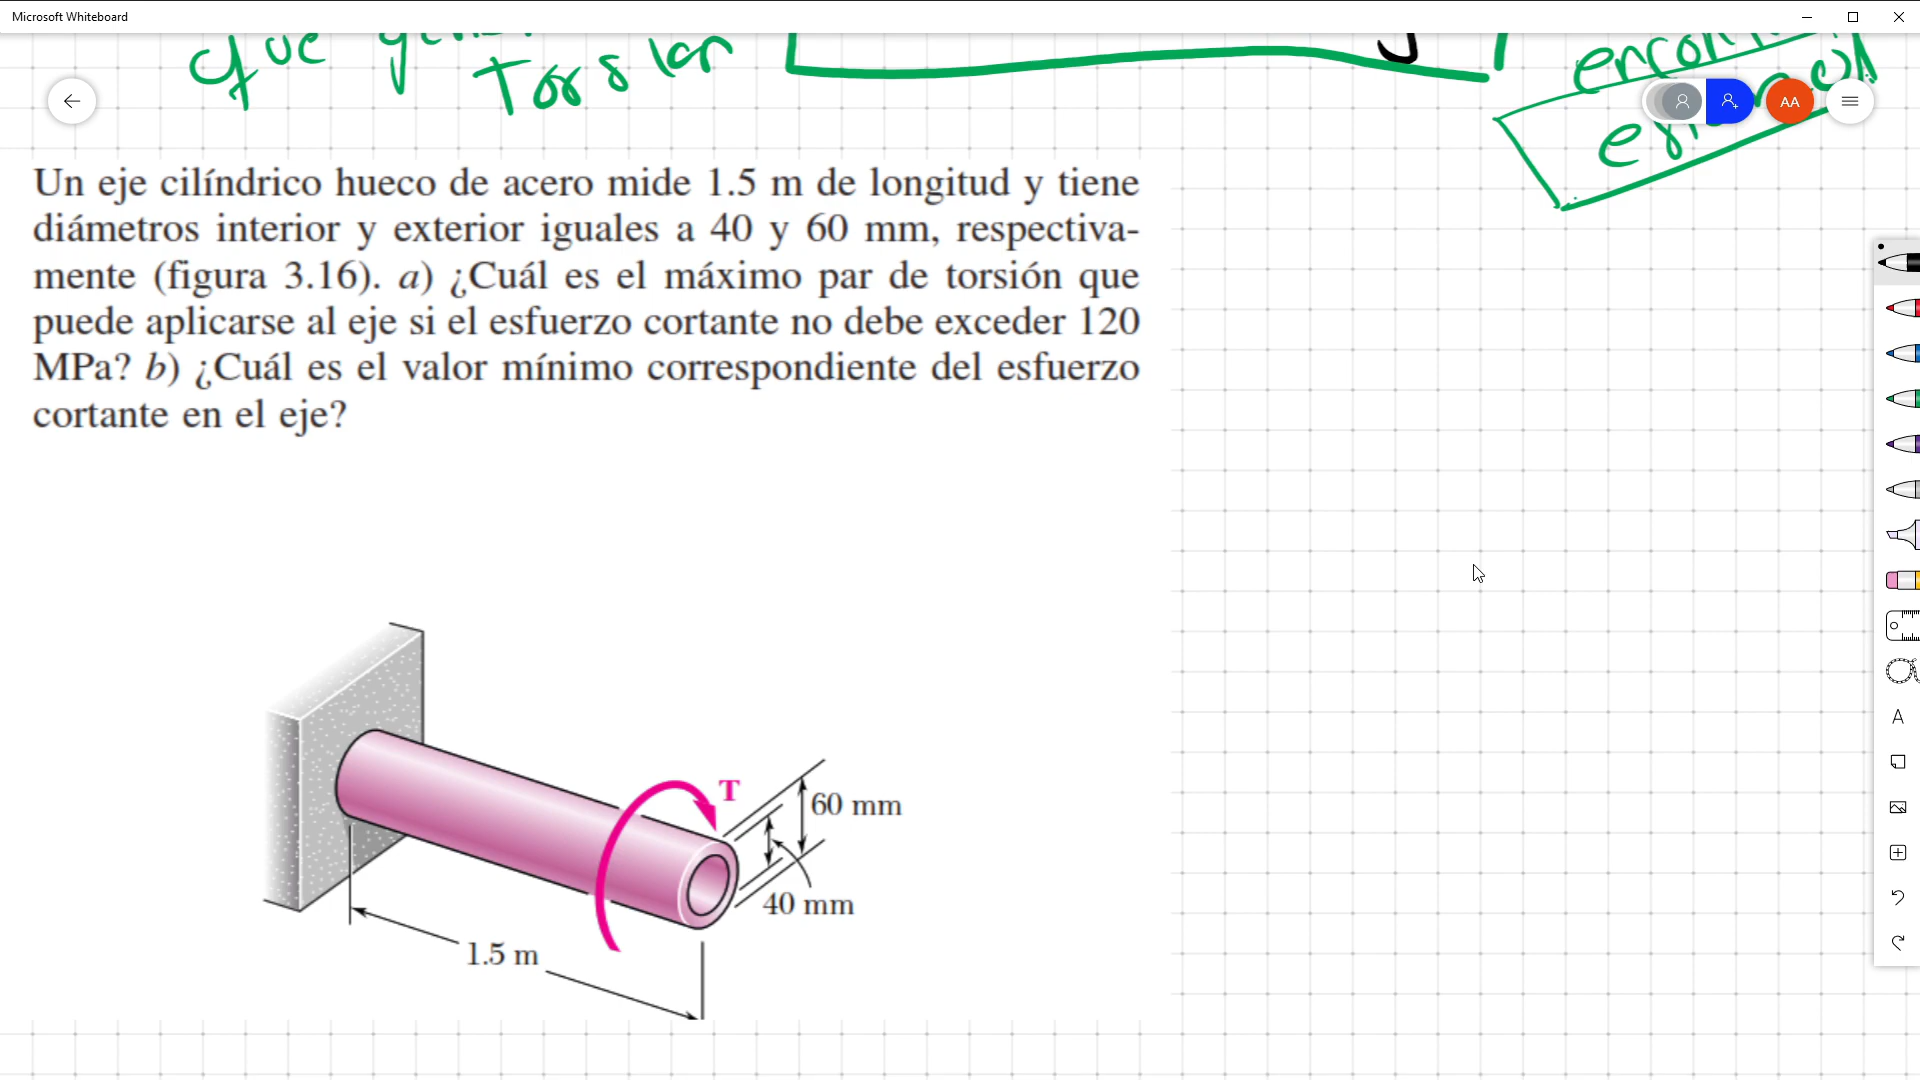 Microsoft Whiteboard
que
Torsion
AA
Un eje cilíndrico hueco de acero mide 1.5 m de longitud y tiene
diámetros interior y exterior iguales a 40 y 60 mm, respectiva-
mente (figura 3.16). a) ¿Cuál es el máximo par de torsión que
puede aplicarse al eje si el esfuerzo cortante no debe exceder 120
MPa? b) ¿Cuál es el valor mínimo correspondiente del esfuerzo
cortante en el eje?
T
60 mm
40 mm
1.5 m
A